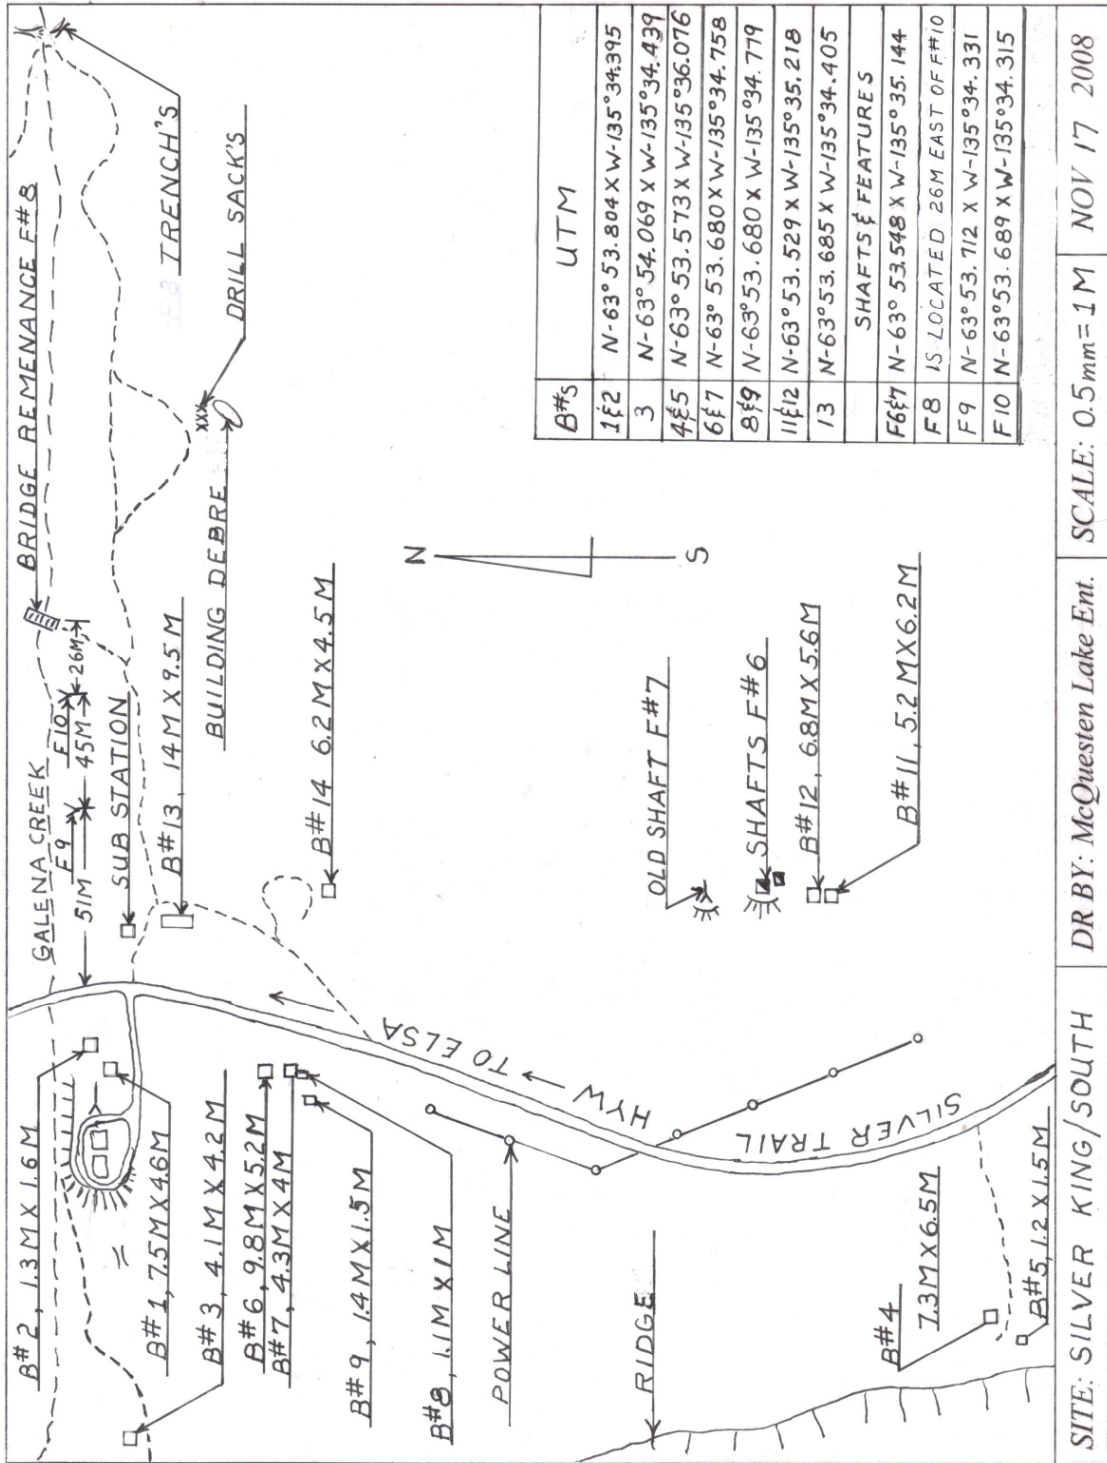 BRIDGE REMENANCE F#8
TRENCH'S
DRILL SACK'S
BUILDING DEBRE
GALENA CREEK
F9
F10
51M
45M
26M
SUB STATION
B#13, 14M X 9.5M
B#14 6.2M X 4.5M
N
S
OLD SHAFT F#7
SHAFTS F#6
B#12, 6.8M X 5.6M
B#11, 5.2M X 6.2M
B#2, 1.3M X 1.6M
B#1, 7.5M X 4.6M
B#3, 4.1M X 4.2M
B#6, 9.8M X 5.2M
B#7, 4.3M X 4M
B#9, 1.4M X 1.5M
B#8, 1.1M X 1M
POWER LINE
RIDGE
HYW → TO ELSA
SILVER TRAIL
B#4
7.3M X 6.5M
B#5, 1.2 X 1.5M
B#S UTM
1&2 N-63° 53.804 X W-135° 34.395
3 N-63° 54.069 X W-135° 34.439
4&5 N-63° 53.573 X W-135° 36.076
6&7 N-63° 53.680 X W-135° 34.758
8&9 N-63° 53.680 X W-135° 34.779
11&12 N-63° 53.529 X W-135° 35.218
13 N-63° 53.685 X W-135° 34.405
SHAFTS & FEATURES
F6&7 N-63° 53.548 X W-135° 35.144
F8 IS LOCATED 26M EAST OF F#10
F9 N-63° 53.712 X W-135° 34.331
F10 N-63° 53.689 X W-135° 34.315
SITE: SILVER KING/SOUTH
DR BY: McQuesten Lake Ent.
SCALE: 0.5mm = 1M
NOV 17 2008